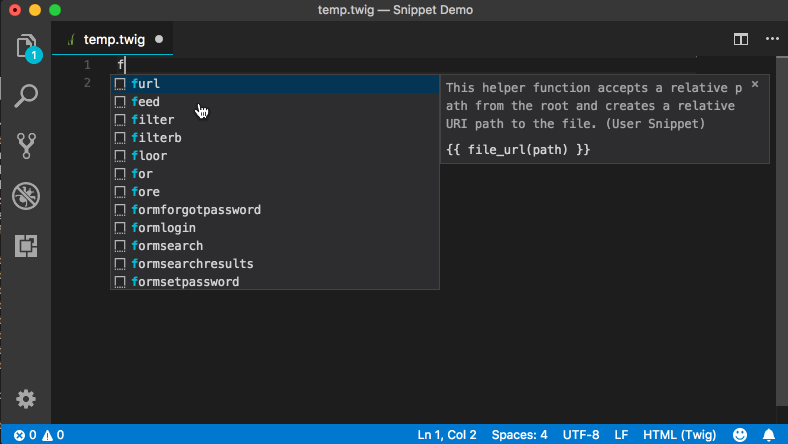 temp.twig — Snippet Demo
1
temp.twig
1 f
2
furl
feed
filter
filterb
floor
for
fore
formforgotpassword
formlogin
formsearch
formsearchresults
formsetpassword
This helper function accepts a relative p
ath from the root and creates a relative
URI path to the file. (User Snippet)
{{ file_url(path) }}
0 0 Ln 1, Col 2 Spaces: 4 UTF-8 LF HTML (Twig)